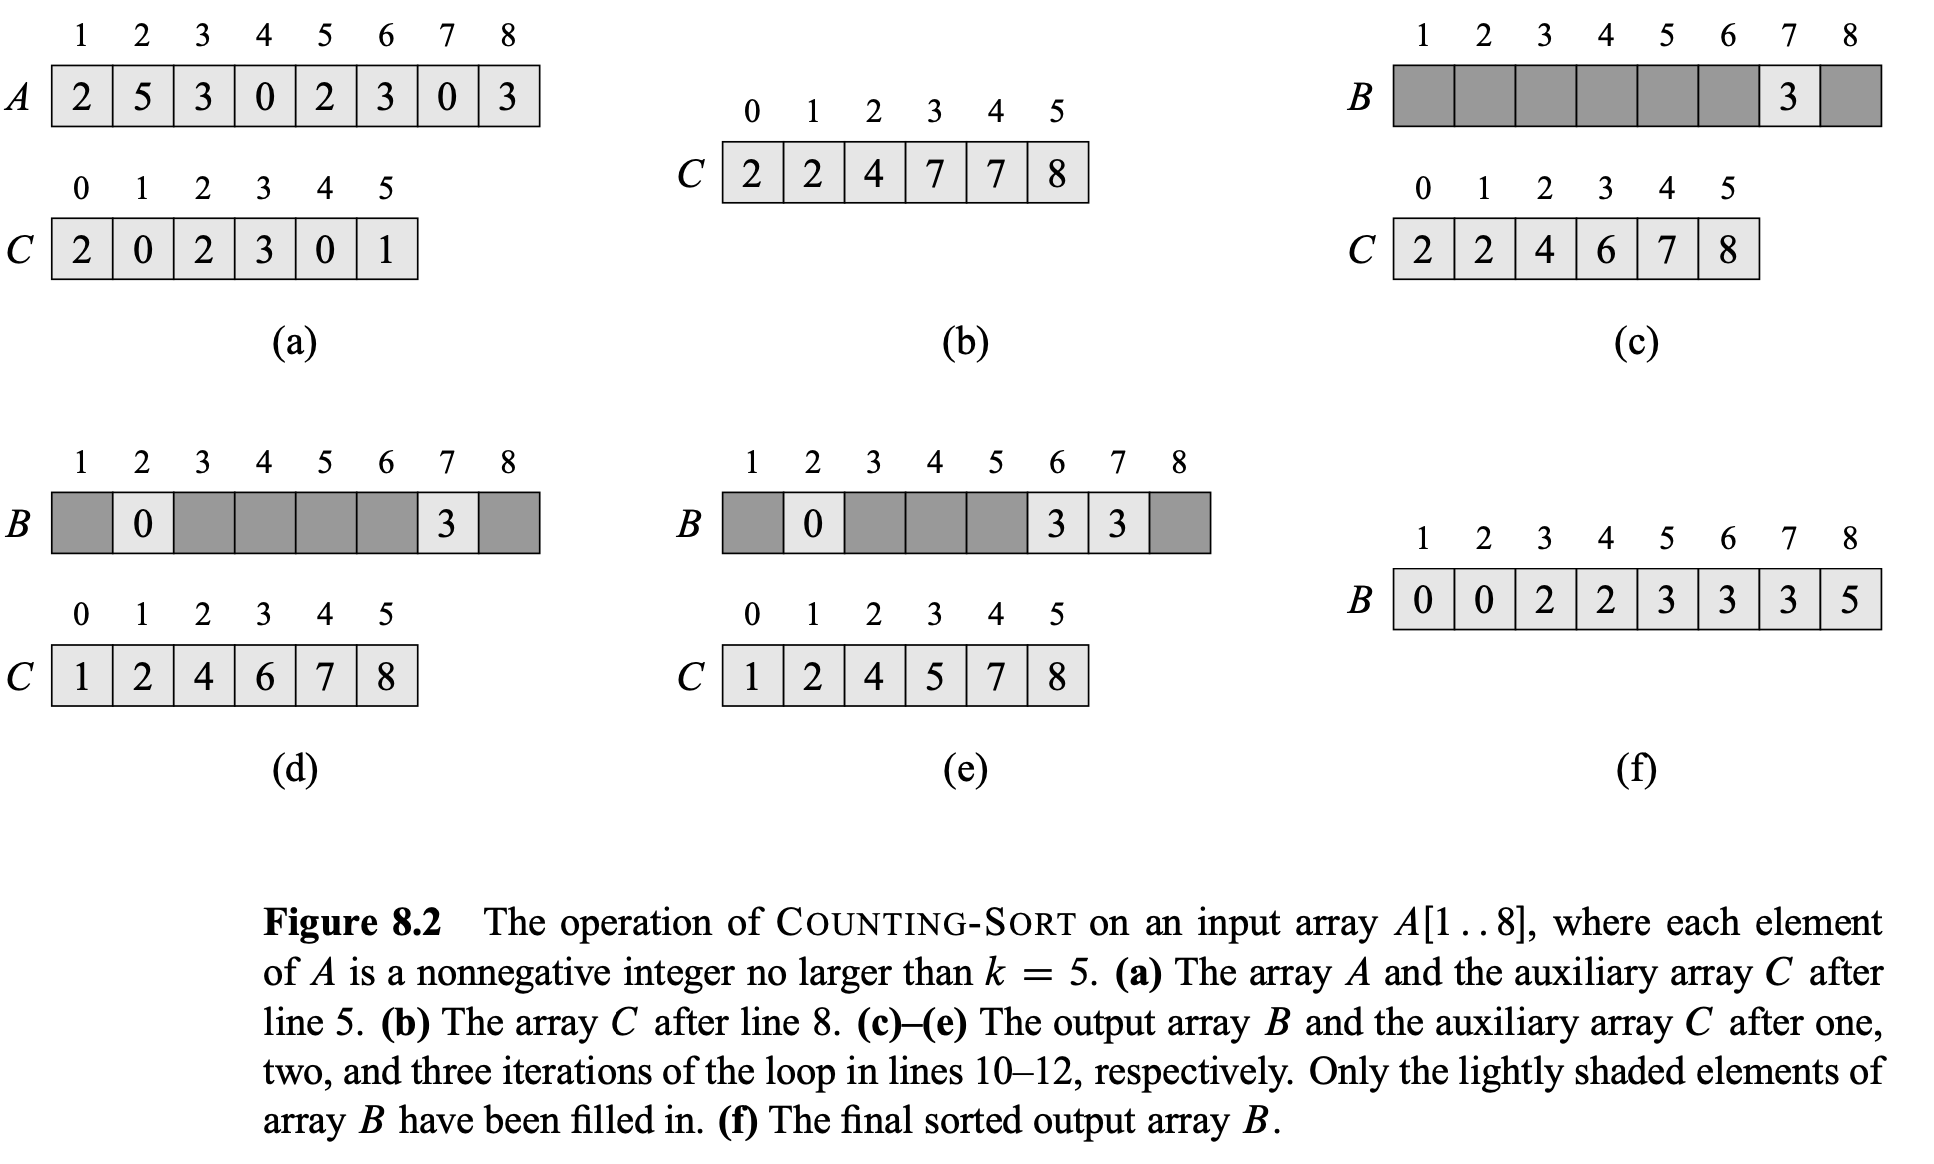 1 2 3 4 5 6 7 8
A 2 5 3 0 2 3 0 3
0 1 2 3 4 5
C 2 0 2 3 0 1
(a)
0 1 2 3 4 5
C 2 2 4 7 7 8
(b)
1 2 3 4 5 6 7 8
B 3
0 1 2 3 4 5
C 2 2 4 6 7 8
(c)
1 2 3 4 5 6 7 8
B 0 3
0 1 2 3 4 5
C 1 2 4 6 7 8
(d)
1 2 3 4 5 6 7 8
B 0 3 3
0 1 2 3 4 5
C 1 2 4 5 7 8
(e)
1 2 3 4 5 6 7 8
B 0 0 2 2 3 3 3 5
(f)
Figure 8.2 The operation of COUNTING-SORT on an input array A[1 . . 8], where each element
of A is a nonnegative integer no larger than k = 5. (a) The array A and the auxiliary array C after
line 5. (b) The array C after line 8. (c)–(e) The output array B and the auxiliary array C after one,
two, and three iterations of the loop in lines 10–12, respectively. Only the lightly shaded elements of
array B have been filled in. (f) The final sorted output array B.